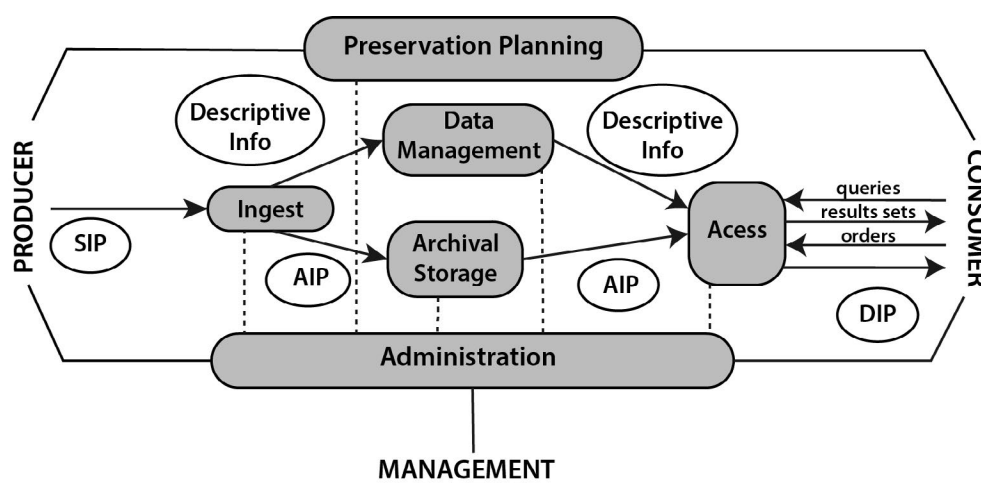 Preservation Planning
Descriptive
Info
Data
Management
Descriptive
Info
PRODUCER
SIP
Ingest
AIP
Archival
Storage
AIP
Acess
queries
results sets
orders
DIP
CONSUMER
Administration
MANAGEMENT